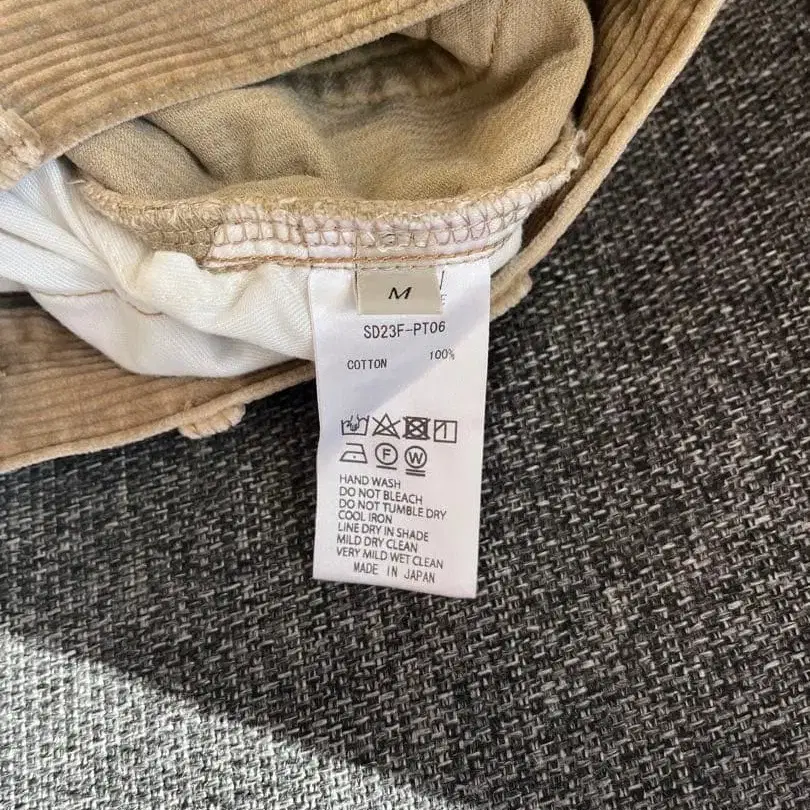 M
SD23F-PT06
COTTON 100%
F W
HAND WASH
DO NOT BLEACH
DO NOT TUMBLE DRY
COOL IRON
LINE DRY IN SHADE
MILD DRY CLEAN
VERY MILD WET CLEAN
MADE IN JAPAN